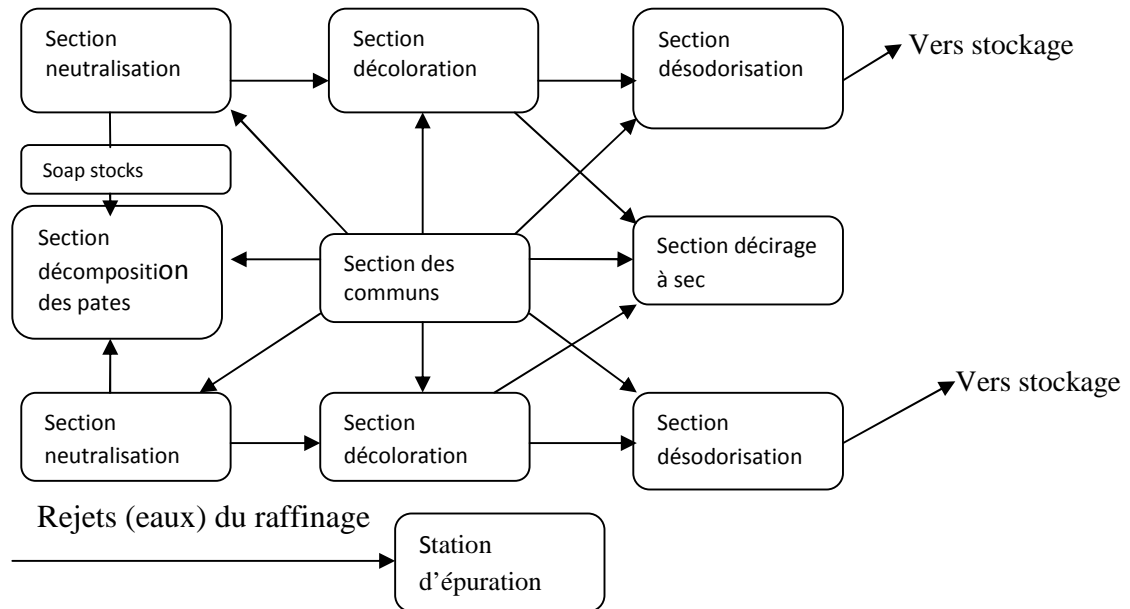 Section
neutralisation
Section
décoloration
Section
désodorisation
Vers stockage
Soap stocks
Section
décomposition
des pates
Section des
communs
Section décirage
à sec
Section
neutralisation
Section
décoloration
Section
désodorisation
Vers stockage
Rejets (eaux) du raffinage
Station
d’épuration